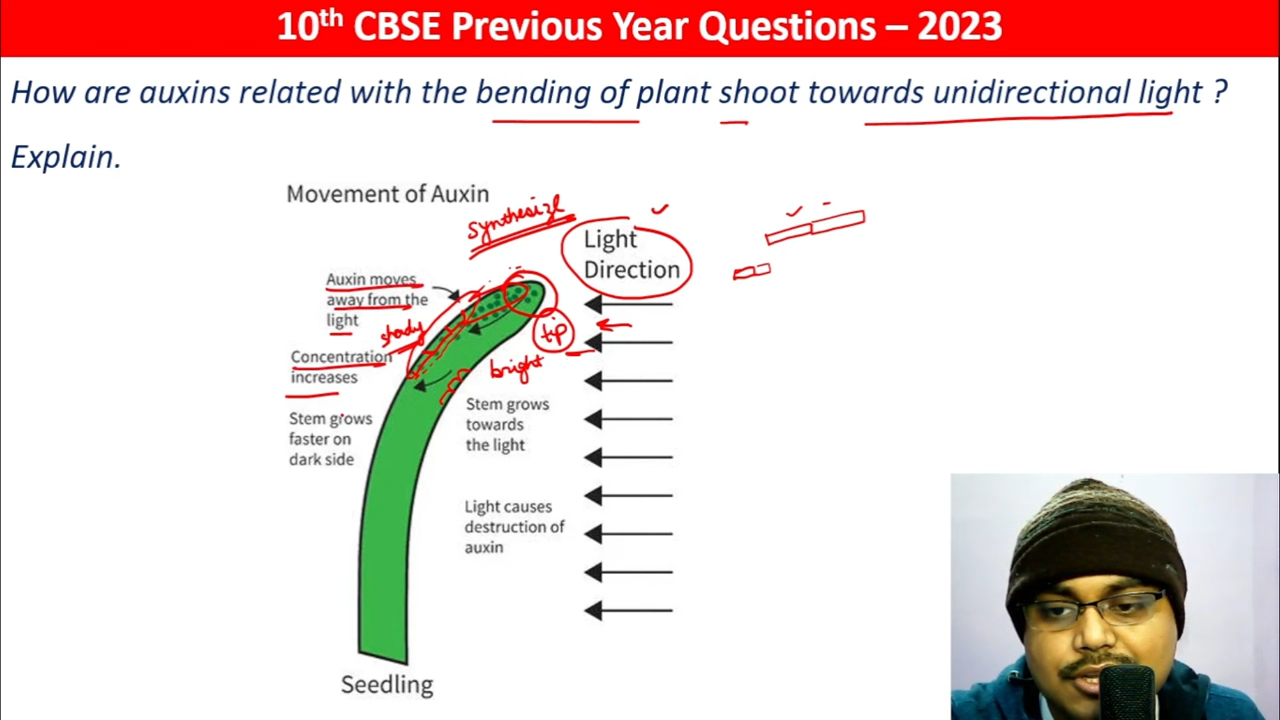 10th CBSE Previous Year Questions – 2023
How are auxins related with the bending of plant shoot towards unidirectional light ?
Explain.
Movement of Auxin
synthesize
Light
Direction
Auxin moves
away from the
light
shady
tip
Concentration
increases
bright
Stem grows
faster on
dark side
Stem grows
towards
the light
Light causes
destruction of
auxin
Seedling